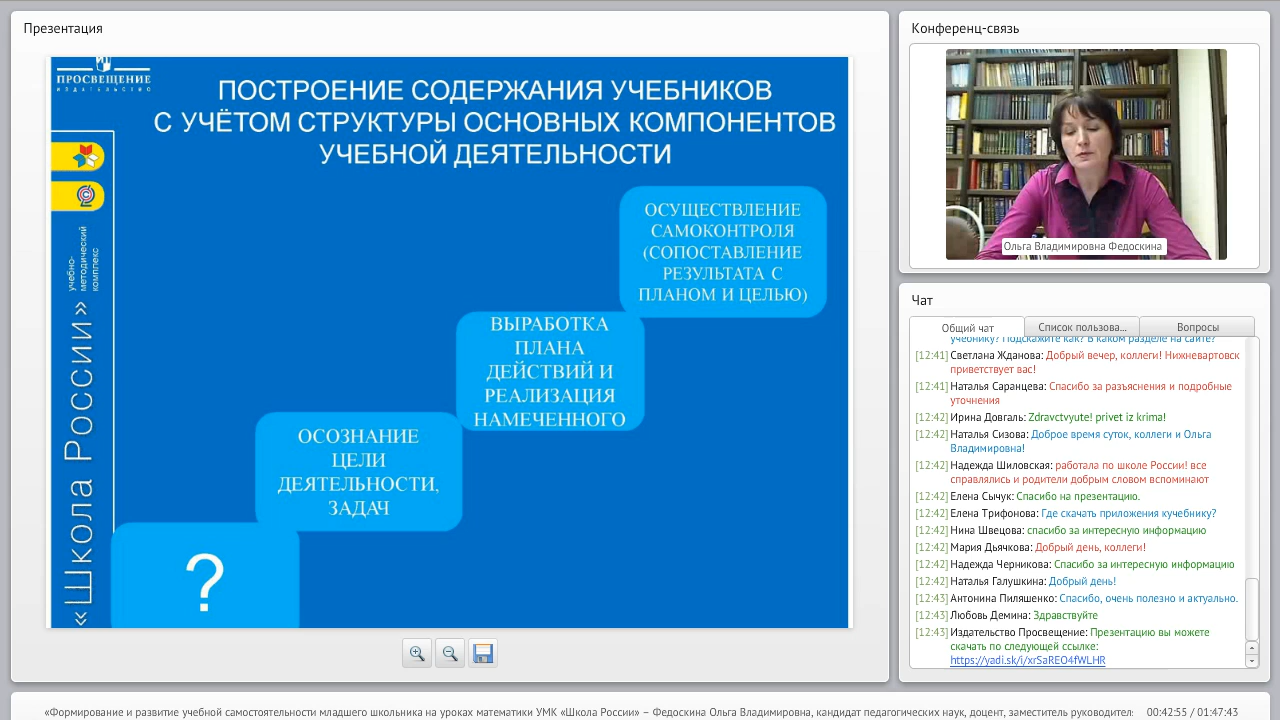 Презентация
ПРОСВЕЩЕНИЕ
ИЗДАТЕЛЬСТВО
ПОСТРОЕНИЕ СОДЕРЖАНИЯ УЧЕБНИКОВ
С УЧЁТОМ СТРУКТУРЫ ОСНОВНЫХ КОМПОНЕНТОВ
УЧЕБНОЙ ДЕЯТЕЛЬНОСТИ
учебно-
методический
комплекс
«Школа России»
ОСУЩЕСТВЛЕНИЕ
САМОКОНТРОЛЯ
(СОПОСТАВЛЕНИЕ
РЕЗУЛЬТАТА С
ПЛАНОМ И ЦЕЛЬЮ)
ВЫРАБОТКА
ПЛАНА
ДЕЙСТВИЙ И
РЕАЛИЗАЦИЯ
НАМЕЧЕННОГО
ОСОЗНАНИЕ
ЦЕЛИ
ДЕЯТЕЛЬНОСТИ,
ЗАДАЧ
?
Конференц-связь
Ольга Владимировна Федоскина
Чат
Общий чат
Список пользова...
Вопросы
учебнику? Подскажите как? В каком разделе на сайте?
[12:41] Светлана Жданова: Добрый вечер, коллеги! Нижневартовск
приветствует вас!
[12:41] Наталья Саранцева: Спасибо за разъяснения и подробные
уточнения
[12:42] Ирина Довгаль: Zdravctvyute! privet iz krima!
[12:42] Наталья Сизова: Доброе время суток, коллеги и Ольга
Владимировна!
[12:42] Надежда Шиловская: работала по школе России! все
справлялись и родители добрым словом вспоминают
[12:42] Елена Сычук: Спасибо на презентацию.
[12:42] Елена Трифонова: Где скачать приложения кучебнику?
[12:42] Нина Швецова: спасибо за интересную информацию
[12:42] Мария Дьячкова: Добрый день, коллеги!
[12:42] Надежда Черникова: Спасибо за интересную информацию
[12:42] Наталья Галушкина: Добрый день!
[12:43] Антонина Пиляшенко: Спасибо, очень полезно и актуально.
[12:43] Любовь Демина: Здравствуйте
[12:43] Издательство Просвещение: Презентацию вы можете
скачать по следующей ссылке:
https://yadi.sk/i/xrSaREO4fWLHR
«Формирование и развитие учебной самостоятельности младшего школьника на уроках математики УМК «Школа России» – Федоскина Ольга Владимировна, кандидат педагогических наук, доцент, заместитель руководител
00:42:55 / 01:47:43